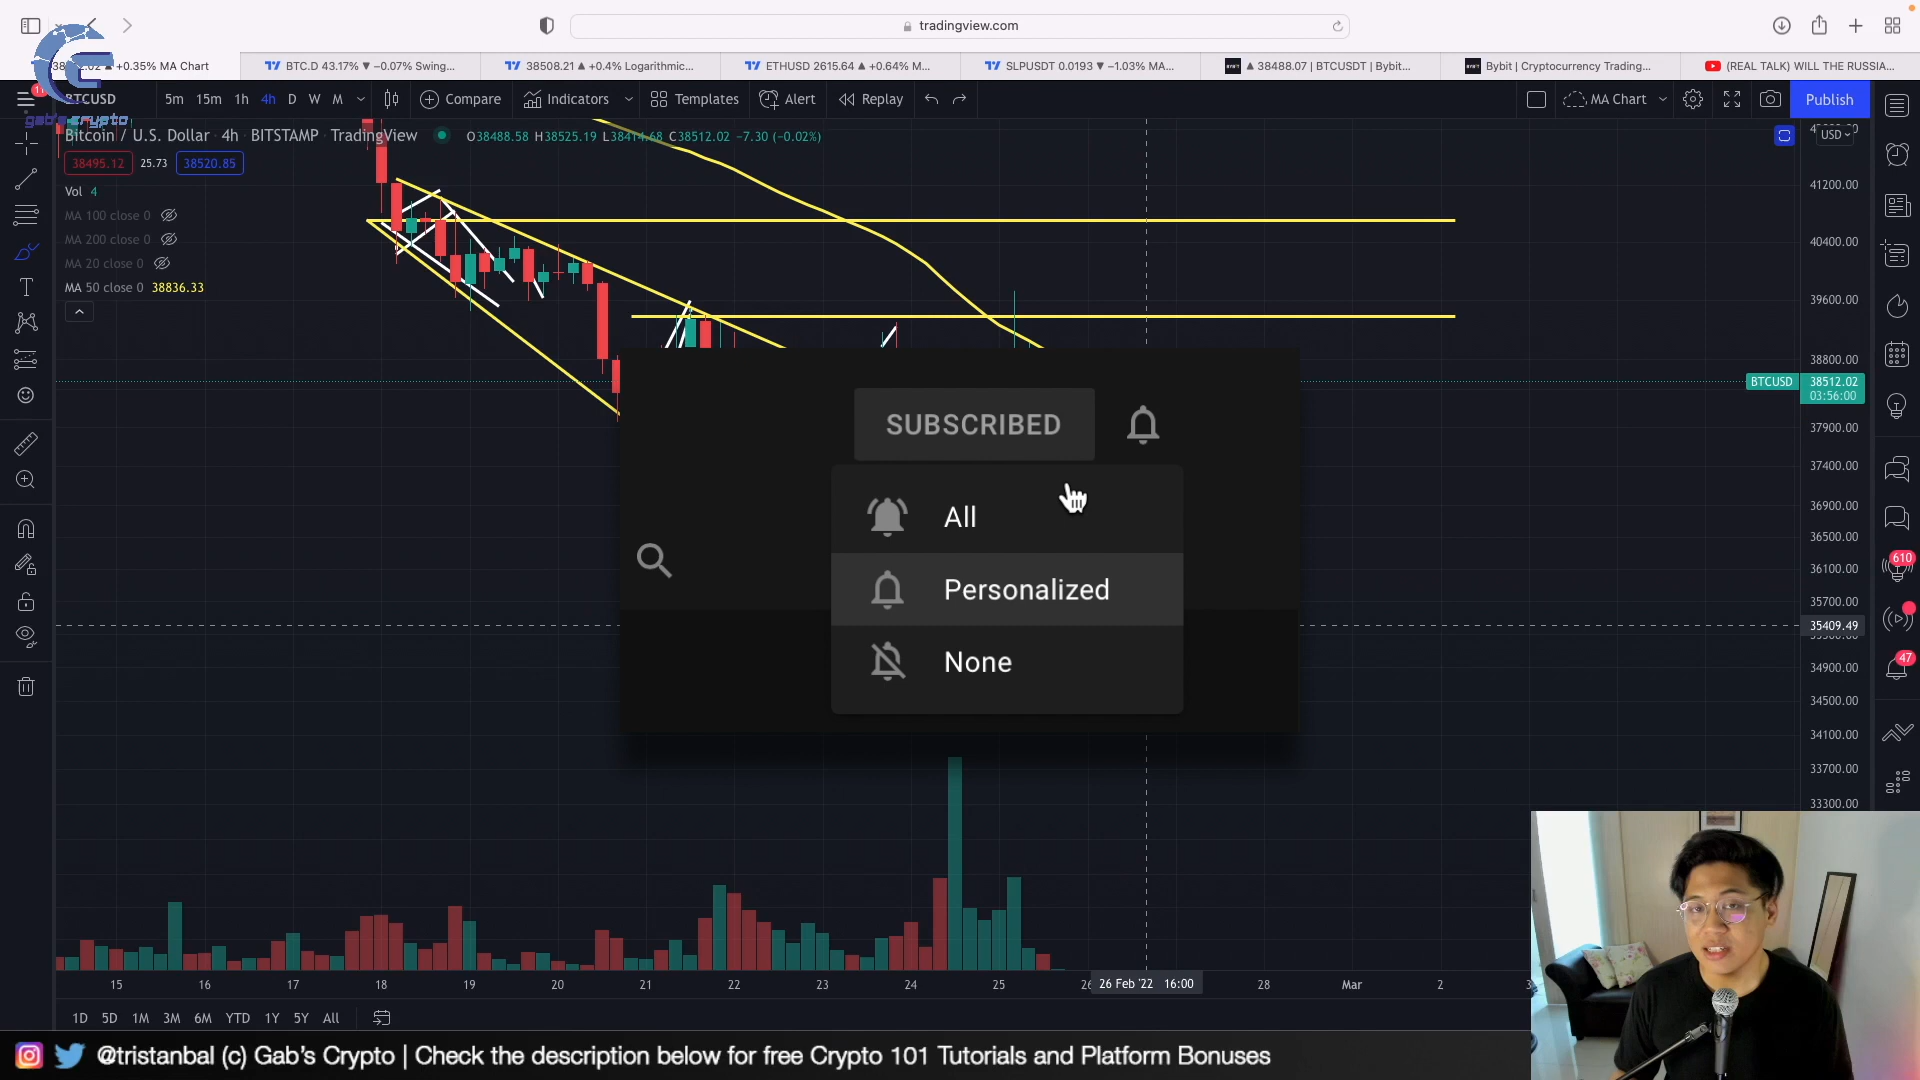 tradingview.com
+0.35% MA Chart
BTC.D 43.17% ▼ −0.07% Swing...
38508.21 ▲ +0.4% Logarithmic...
ETHUSD 2615.64 ▲ +0.64% M...
SLPUSDT 0.0193 ▼ −1.03% MA...
▲ 38488.07 | BTCUSDT | Bybit...
Bybit | Cryptocurrency Trading...
(REAL TALK) WILL THE RUSSIA...
BTCUSD 5m 15m 1h 4h D W M Compare Indicators Templates Alert Replay MA Chart Publish
gab's crypto
Bitcoin / U.S. Dollar · 4h · BITSTAMP · TradingView O38488.58 H38525.19 L38414.68 C38512.02 −7.30 (−0.02%)
USD
38495.12 25.73 38520.85
Vol 4
MA 100 close 0
MA 200 close 0
MA 20 close 0
MA 50 close 0 38836.33
41200.00
40400.00
39600.00
38800.00
BTCUSD 38512.02
03:56:00
37900.00
37400.00
36900.00
36500.00
36100.00
35700.00
35409.49
34900.00
34500.00
34100.00
33700.00
33300.00
610
47
SUBSCRIBED
All
Personalized
None
15 16 17 18 19 20 21 22 23 24 25 26 Feb '22 16:00 28 Mar 2
1D 5D 1M 3M 6M YTD 1Y 5Y All
@tristanbal (c) Gab's Crypto | Check the description below for free Crypto 101 Tutorials and Platform Bonuses